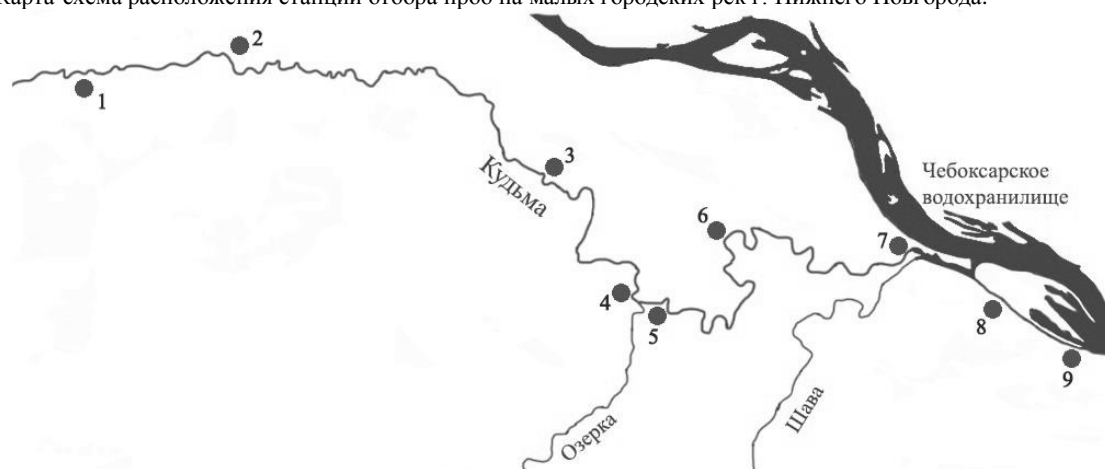 Карта-схема расположения станций отбора проб на малых городских рек г. Нижнего Новгорода.
2
1
3
Кудьма
Чебоксарское
водохранилище
6
7
4
5
8
9
Озерка
Шава